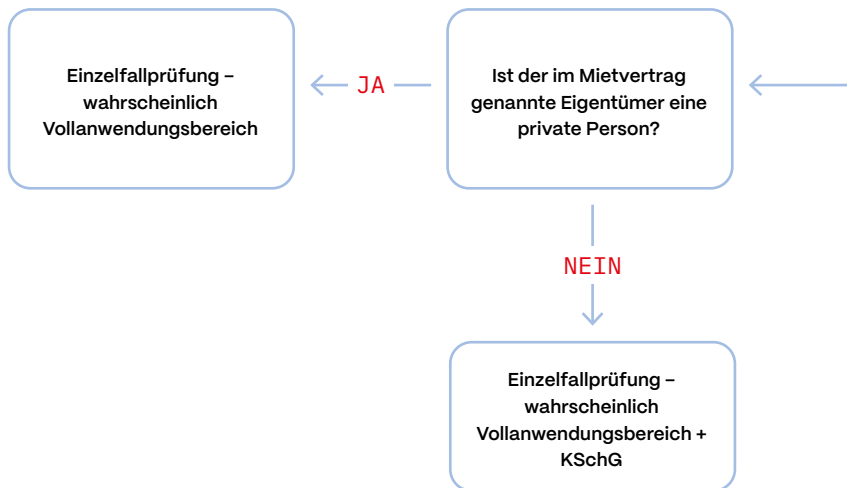 Einzelfallprüfung –
wahrscheinlich
Vollanwendungsbereich
JA
Ist der im Mietvertrag
genannte Eigentümer eine
private Person?
NEIN
Einzelfallprüfung –
wahrscheinlich
Vollanwendungsbereich +
KSchG